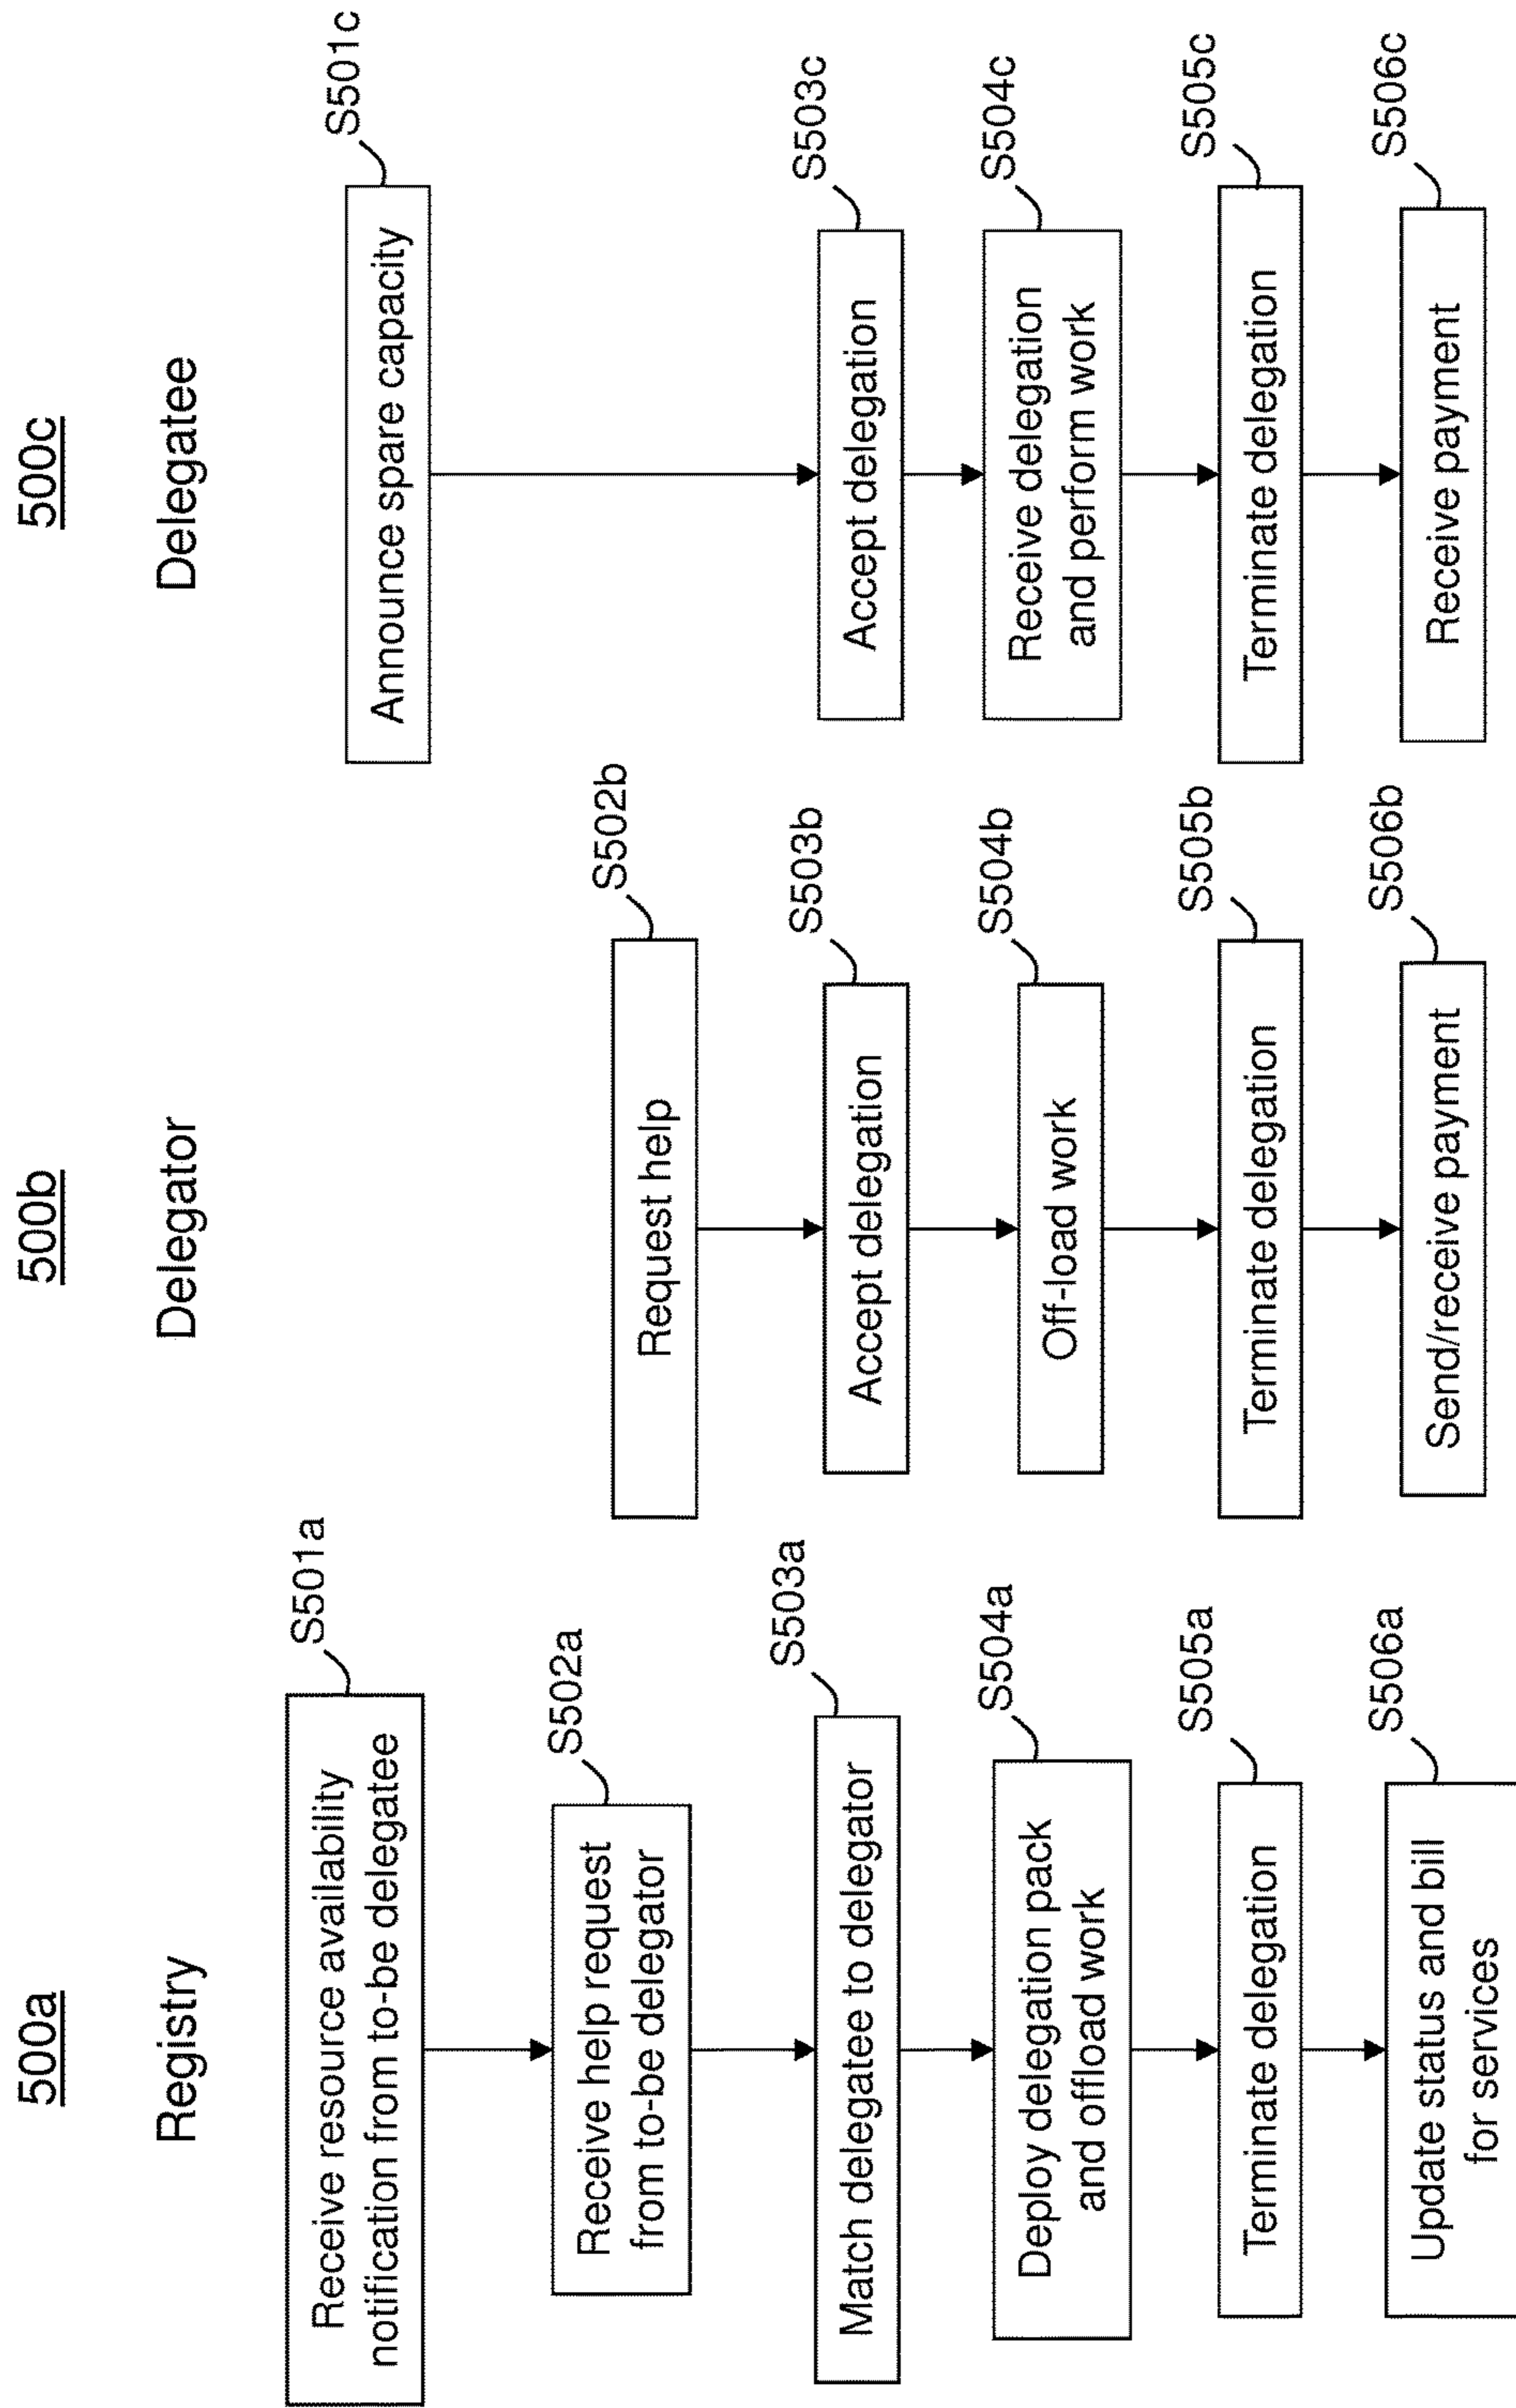 500a
Registry
Receive resource availability
notification from to-be delegatee
S501a
Receive help request
from to-be delegator
S502a
Match delegatee to delegator
S503a
Deploy delegation pack
and offload work
S504a
Terminate delegation
S505a
Update status and bill
for services
S506a
500b
Delegator
Request help
S502b
Accept delegation
S503b
Off-load work
S504b
Terminate delegation
S505b
Send/receive payment
S506b
500c
Delegatee
Announce spare capacity
S501c
Accept delegation
S503c
Receive delegation
and perform work
S504c
Terminate delegation
S505c
Receive payment
S506c